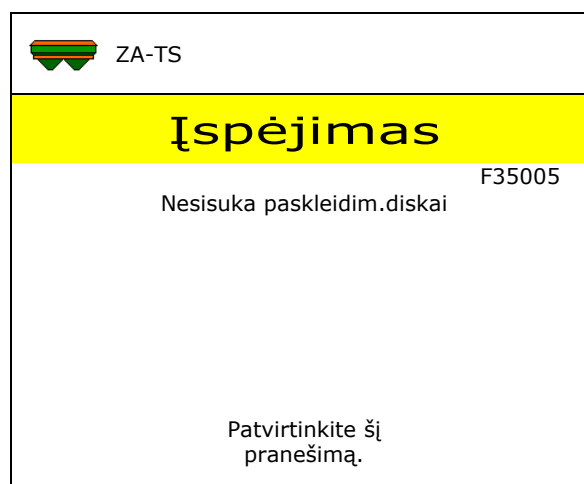 ZA-TS
Įspėjimas
F35005
Nesisuka paskleidim.diskai
Patvirtinkite šį
pranešimą.